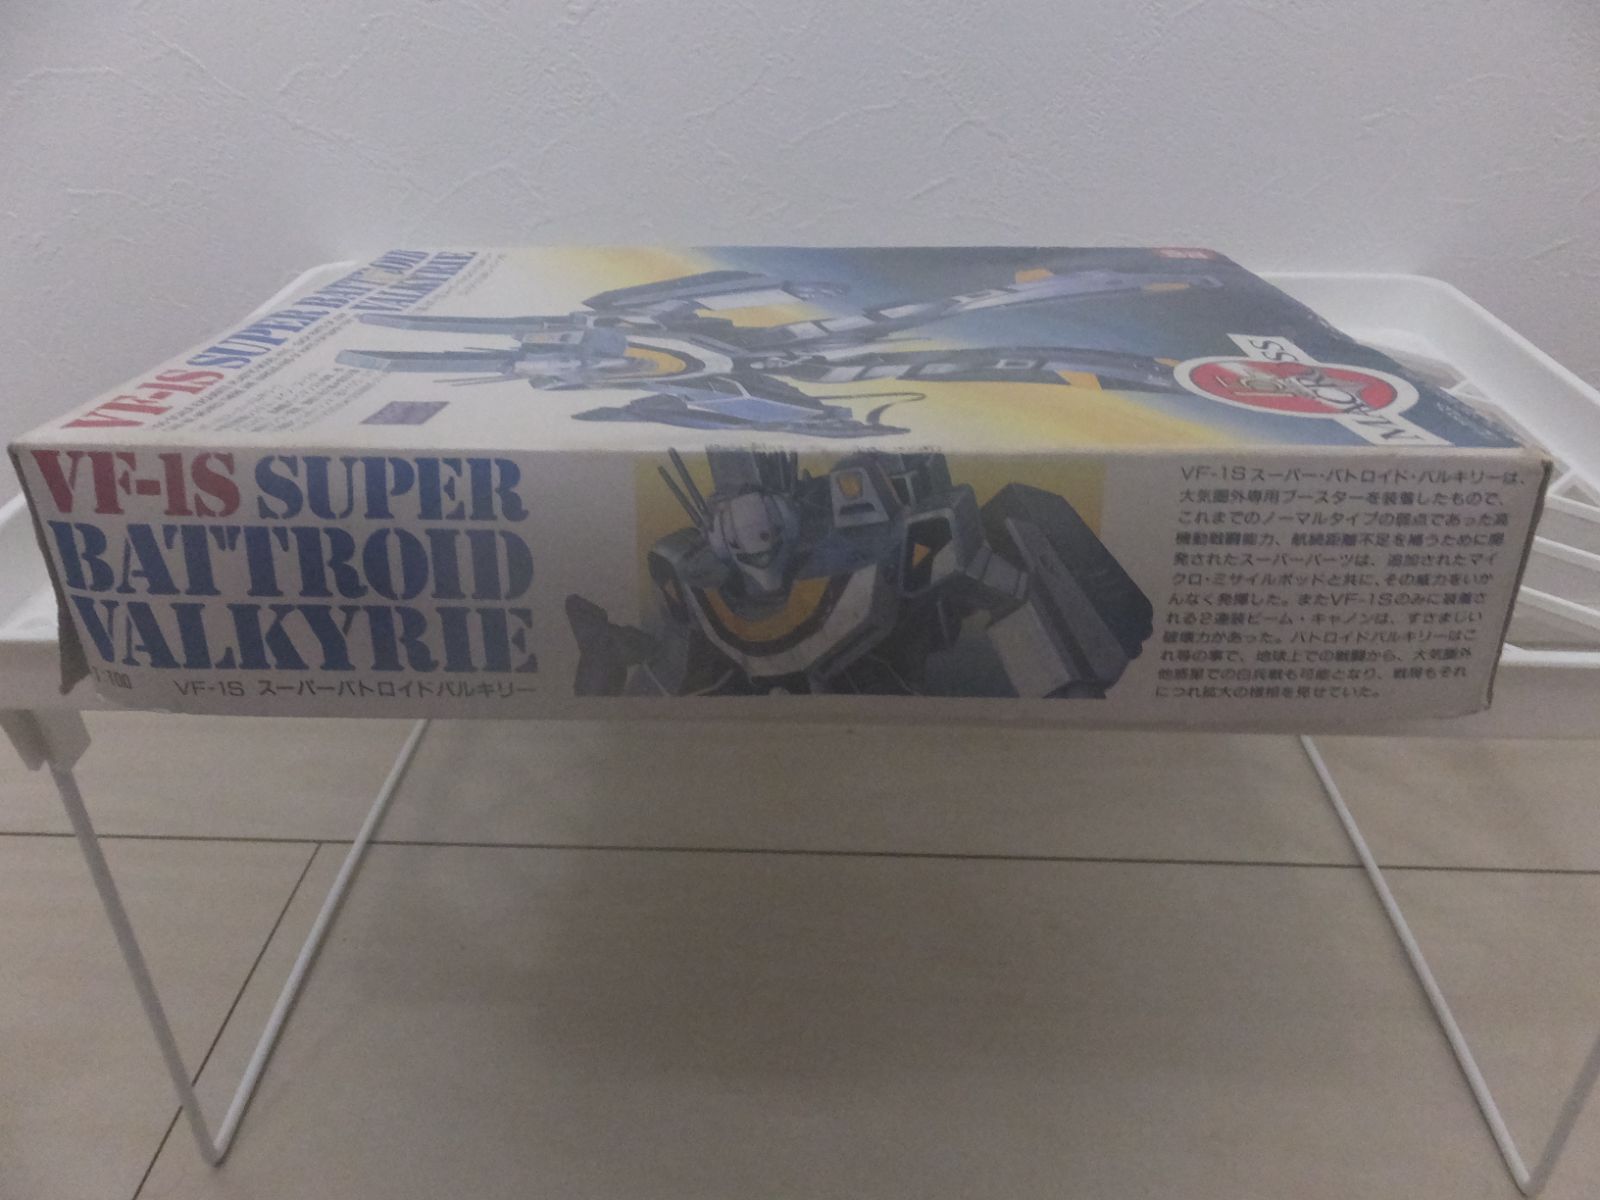 VF-1S SUPER BATTROID
VALKYRIE
MACROSS
VF-1S SUPER
BATTROID
VALKYRIE
1:100
VF-1S スーパーバトロイドバルキリー
VF-1Sスーパー・バトロイド・バルキリーは、
大気圏外専用ブースターを装着したもので、
これまでのノーマルタイプの弱点であった高
機動戦闘能力、航続距離不足を補うために開
発されたスーパーパーツは、追加されたマイ
クロ・ミサイルポッドと共に、その威力をいか
んなく発揮した。またVF-1Sのみに装着さ
れる2連装ビーム・キャノンは、すさまじい
破壊力があった。バトロイドバルキリーはこ
れ等の事で、地球上での戦闘から、大気圏外
他惑星での白兵戦も可能となり、戦局もそれ
につれ拡大の様相を見せていた。